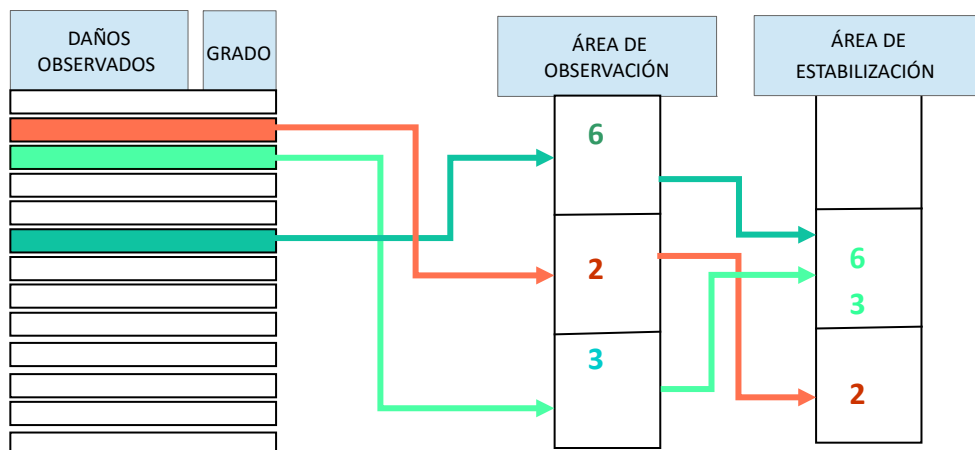 DAÑOS
OBSERVADOS
GRADO
ÁREA DE
OBSERVACIÓN
ÁREA DE
ESTABILIZACIÓN
6
2
3
6
3
2